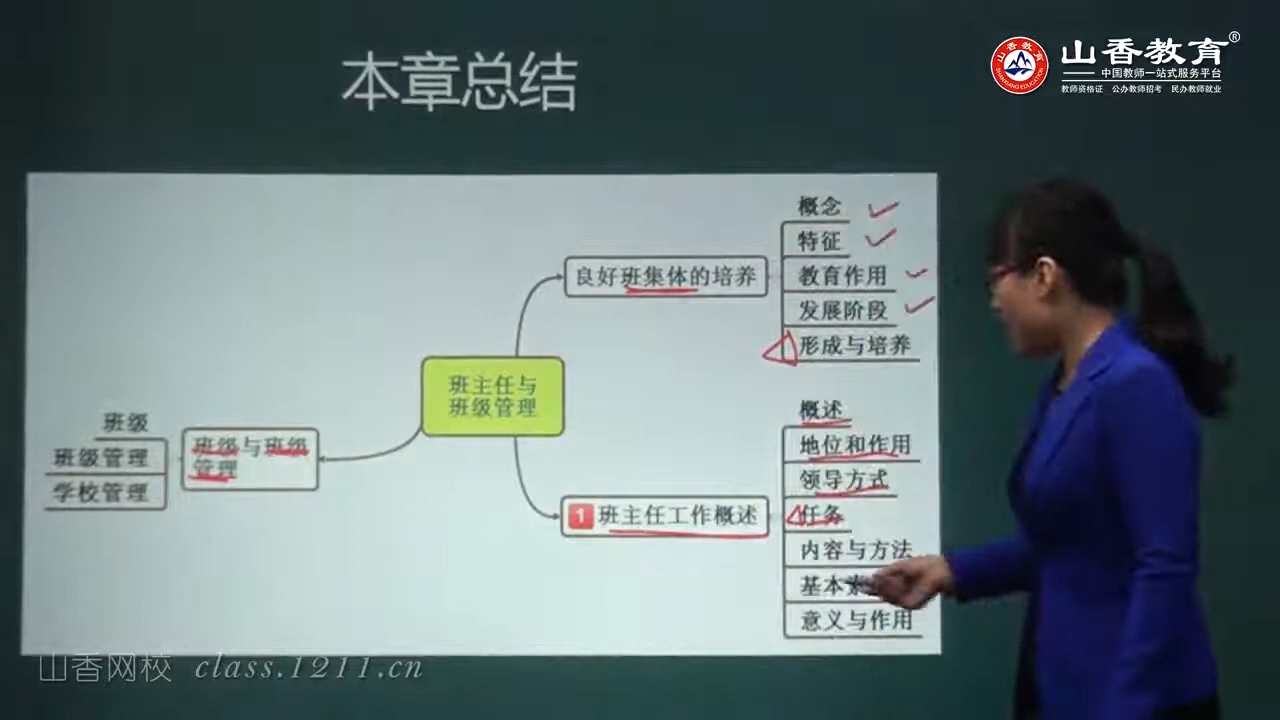 本章总结
山香教育®
中国教师一站式服务平台
教师资格证 公办教师招考 民办教师就业
山香教育
SHANXIANG EDUCATION
概念
特征
教育作用
发展阶段
形成与培养
良好班集体的培养
班主任与
班级管理
班级与班级
管理
班级
班级管理
学校管理
1 班主任工作概述
概述
地位和作用
领导方式
任务
内容与方法
基本
意义与作用
山香网校 class.1211.cn